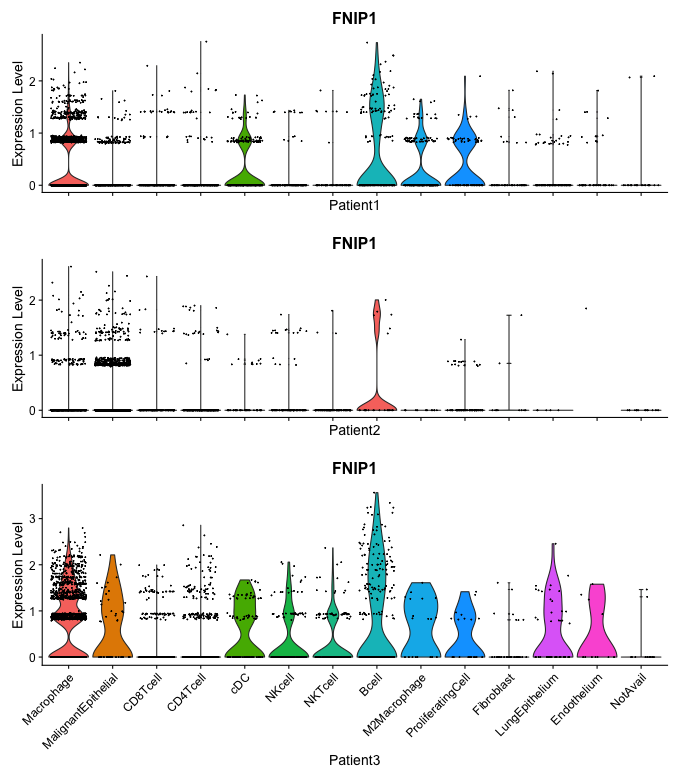 FNIP1
Expression Level
2
1
0
Patient1
FNIP1
Expression Level
2
1
0
Patient2
FNIP1
Expression Level
3
2
1
0
Macrophage
MalignantEpithelial
CD8Tcell
CD4Tcell
cDC
NKcell
NKTcell
Bcell
M2Macrophage
ProliferatingCell
Fibroblast
LungEpithelium
Endothelium
NotAvail
Patient3